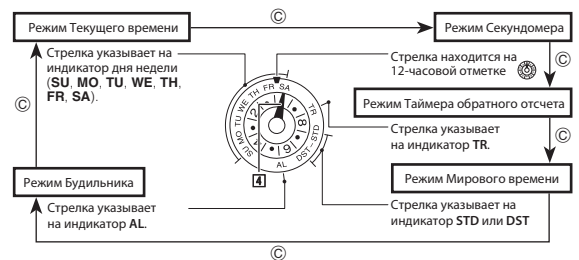 Ⓒ
Режим Текущего времени
Режим Секундомера
Стрелка указывает на
индикатор дня недели
(SU, MO, TU, WE, TH,
FR, SA).
Стрелка находится на
12-часовой отметке
Ⓒ
Ⓒ
Режим Таймера обратного отсчета
Стрелка указывает
на индикатор TR.
Ⓒ
SU MO TU WE TH FR SA
TR
DST – STD
AL
12
8
6
4
Режим Будильника
Режим Мирового времени
Стрелка указывает
на индикатор AL.
Стрелка указывает на
индикатор STD или DST
Ⓒ